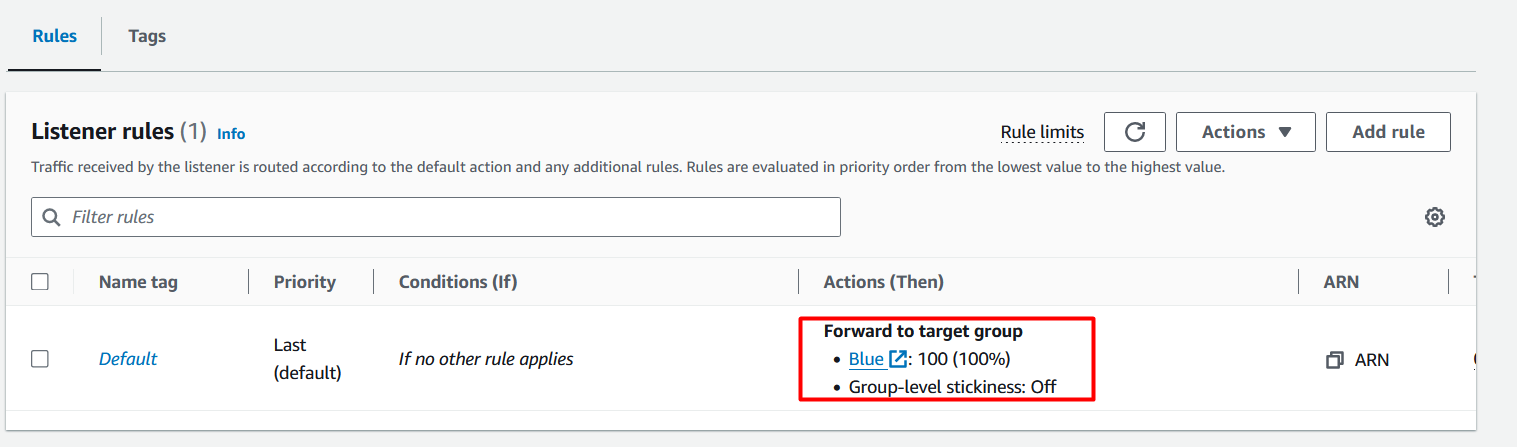 Rules
Tags
Listener rules (1) Info
Rule limits
Actions
Add rule
Traffic received by the listener is routed according to the default action and any additional rules. Rules are evaluated in priority order from the lowest value to the highest value.
Filter rules
Name tag
Priority
Conditions (If)
Actions (Then)
ARN
Default
Last
(default)
If no other rule applies
Forward to target group
• Blue : 100 (100%)
• Group-level stickiness: Off
ARN